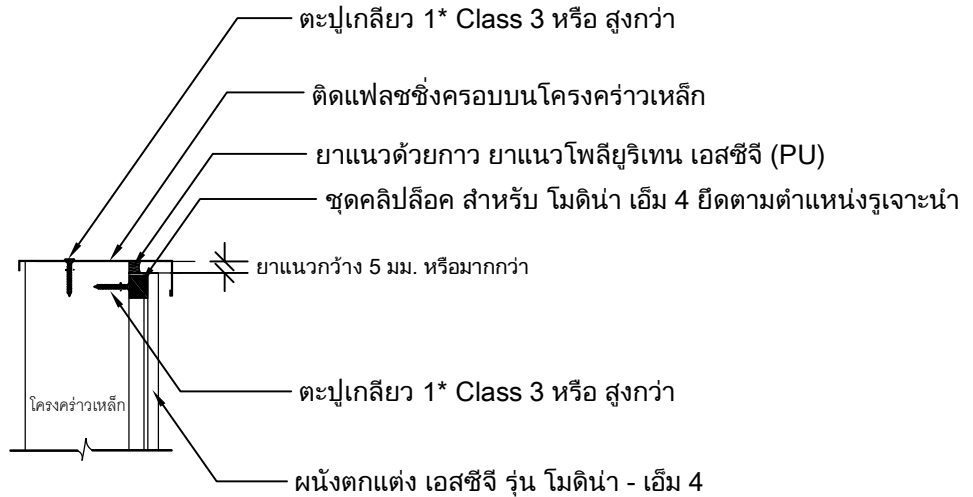 ตะปูเกลียว 1* Class 3 หรือ สูงกว่า
ติดแฟลชชิ่งครอบบนโครงคร่าวเหล็ก
ยาแนวด้วยกาว ยาแนวโพลียูริเทน เอสซีจี (PU)
ชุดคลิปล็อค สำหรับ โมดิน่า เอ็ม 4 ยึดตามตำแหน่งรูเจาะนำ
ยาแนวกว้าง 5 มม. หรือมากกว่า
ตะปูเกลียว 1* Class 3 หรือ สูงกว่า
โครงคร่าวเหล็ก
ผนังตกแต่ง เอสซีจี รุ่น โมดิน่า - เอ็ม 4